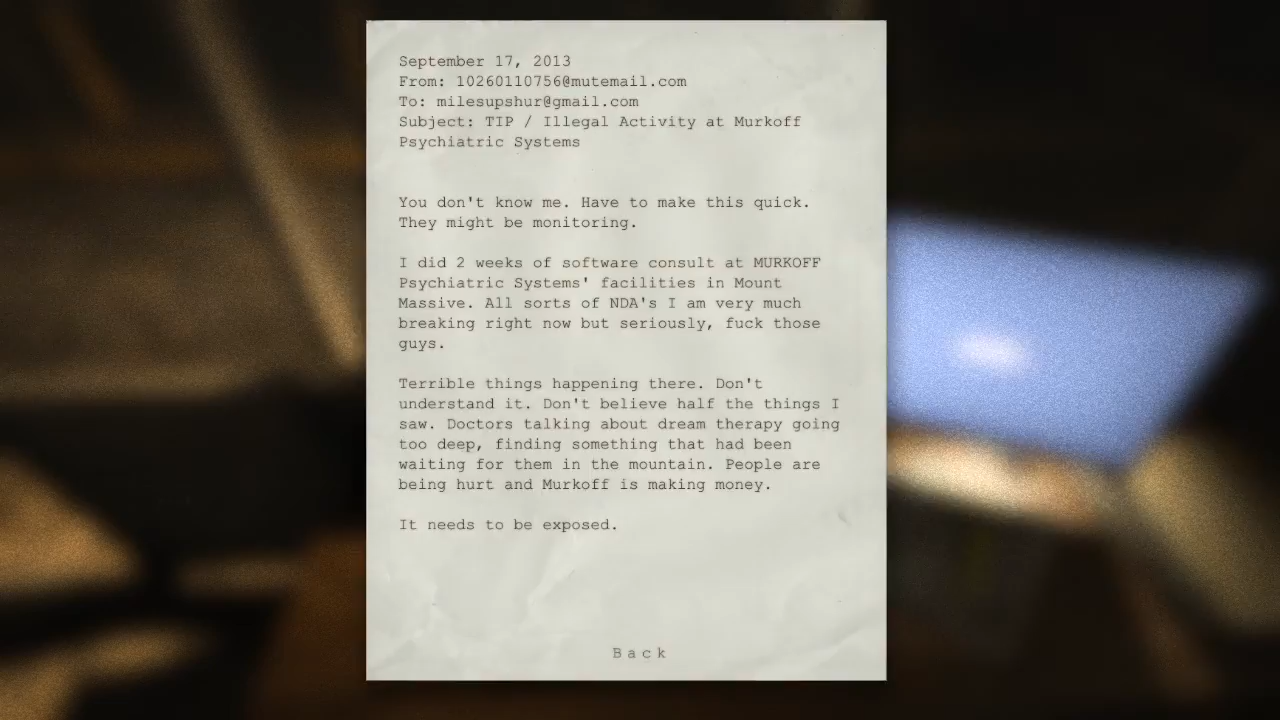 September 17, 2013
From: 10260110756@mutemail.com
To: milesupshur@gmail.com
Subject: TIP / Illegal Activity at Murkoff
Psychiatric Systems
You don't know me. Have to make this quick.
They might be monitoring.
I did 2 weeks of software consult at MURKOFF
Psychiatric Systems' facilities in Mount
Massive. All sorts of NDA's I am very much
breaking right now but seriously, fuck those
guys.
Terrible things happening there. Don't
understand it. Don't believe half the things I
saw. Doctors talking about dream therapy going
too deep, finding something that had been
waiting for them in the mountain. People are
being hurt and Murkoff is making money.
It needs to be exposed.
Back